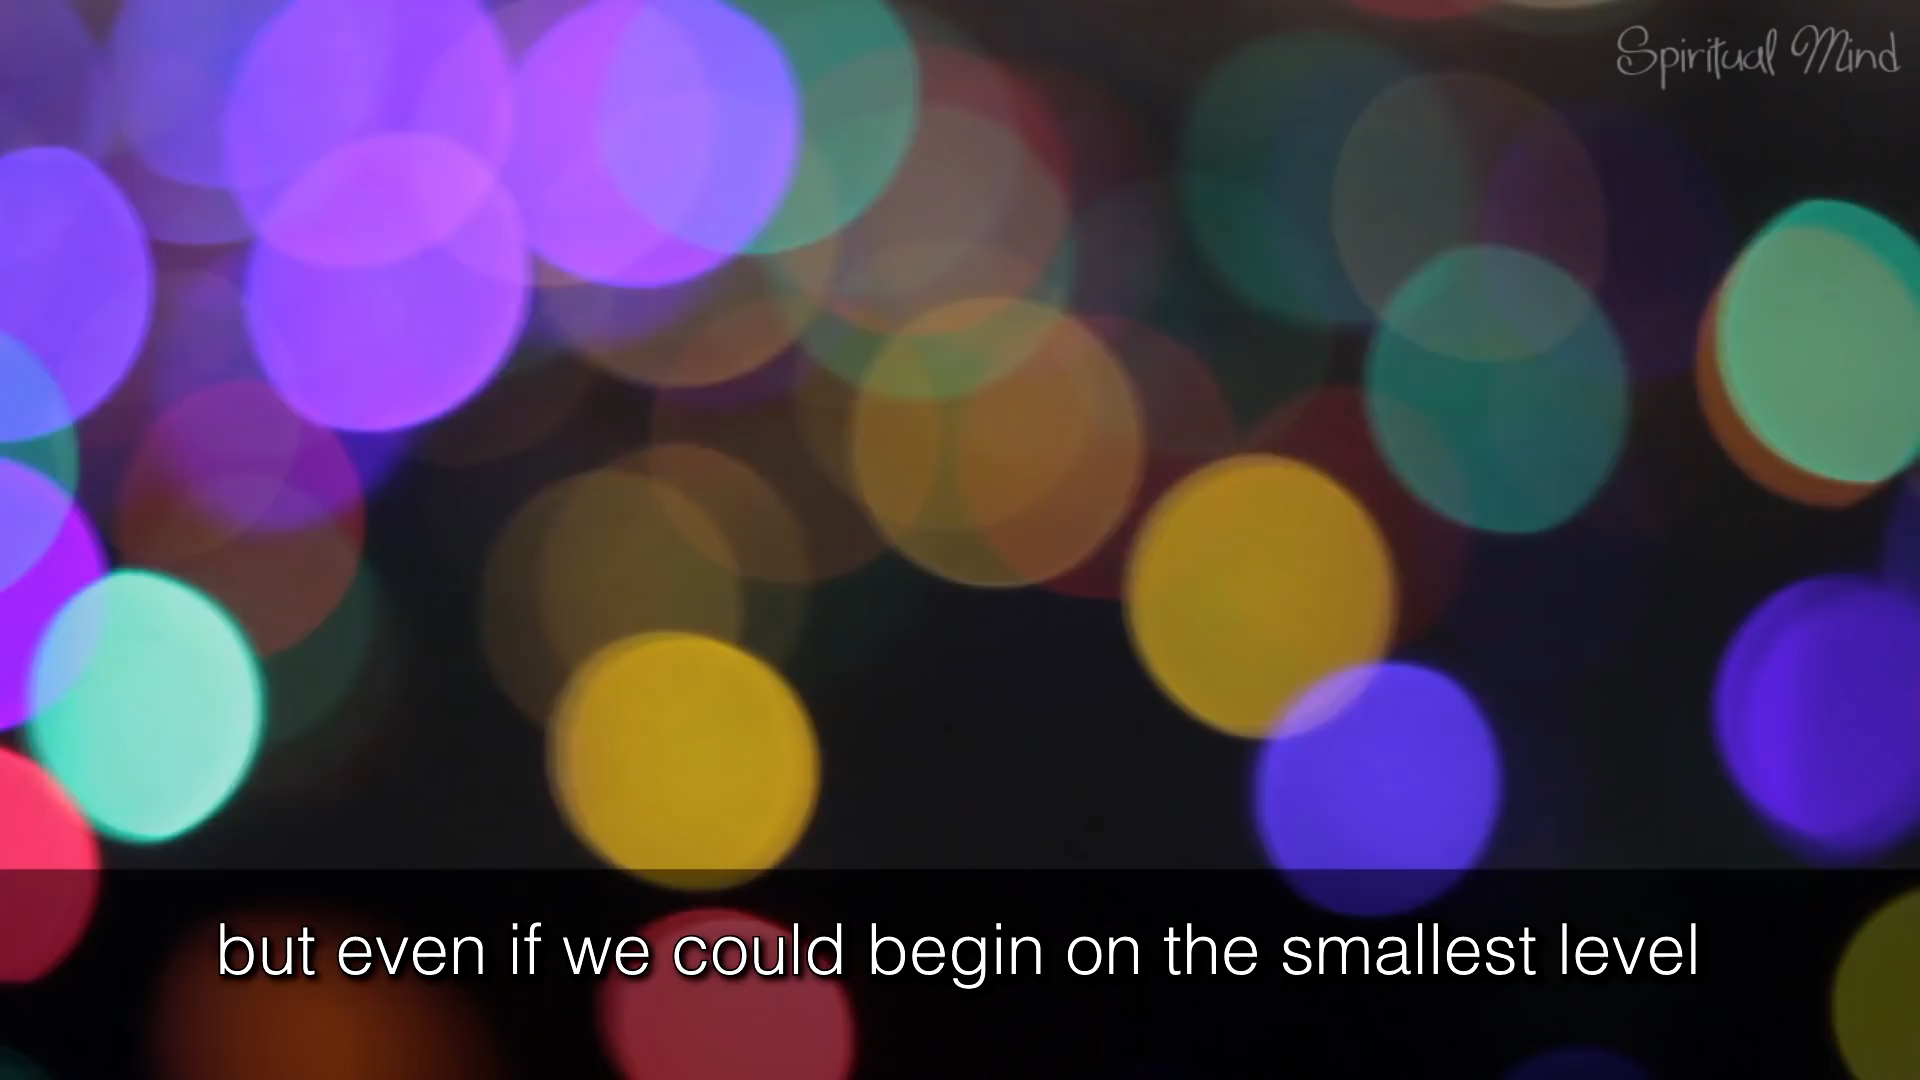 Spiritual Mind
but even if we could begin on the smallest level